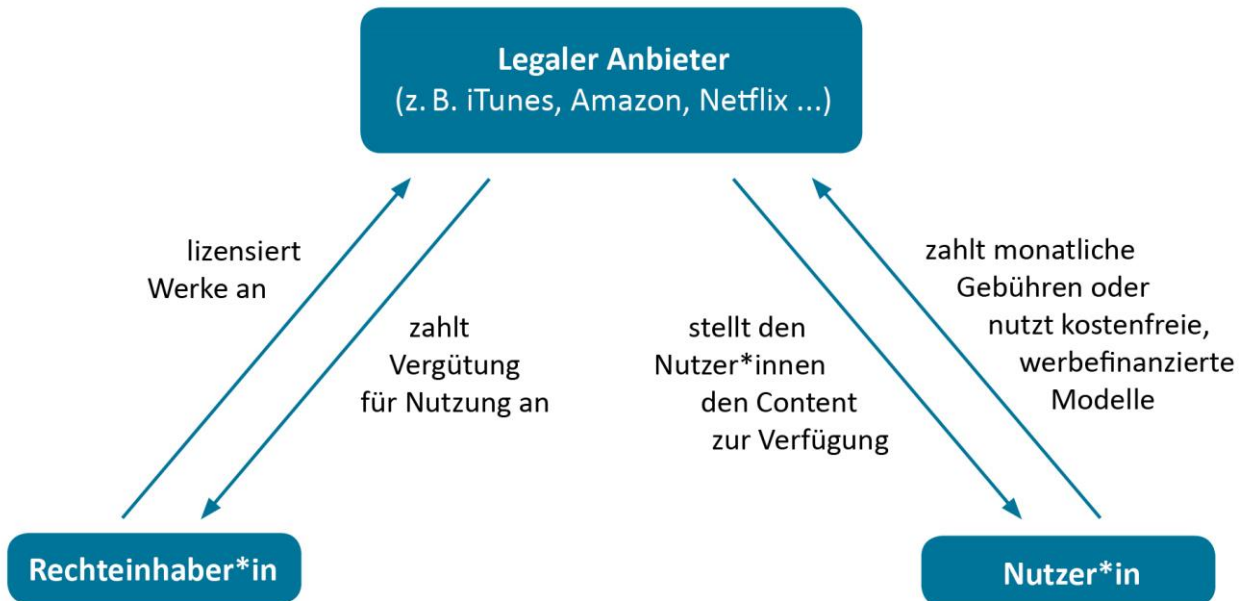 Legaler Anbieter
(z. B. iTunes, Amazon, Netflix ...)
lizensiert
Werke an
zahlt
Vergütung
für Nutzung an
stellt den
Nutzer*innen
den Content
zur Verfügung
zahlt monatliche
Gebühren oder
nutzt kostenfreie,
werbefinanzierte
Modelle
Rechteinhaber*in
Nutzer*in